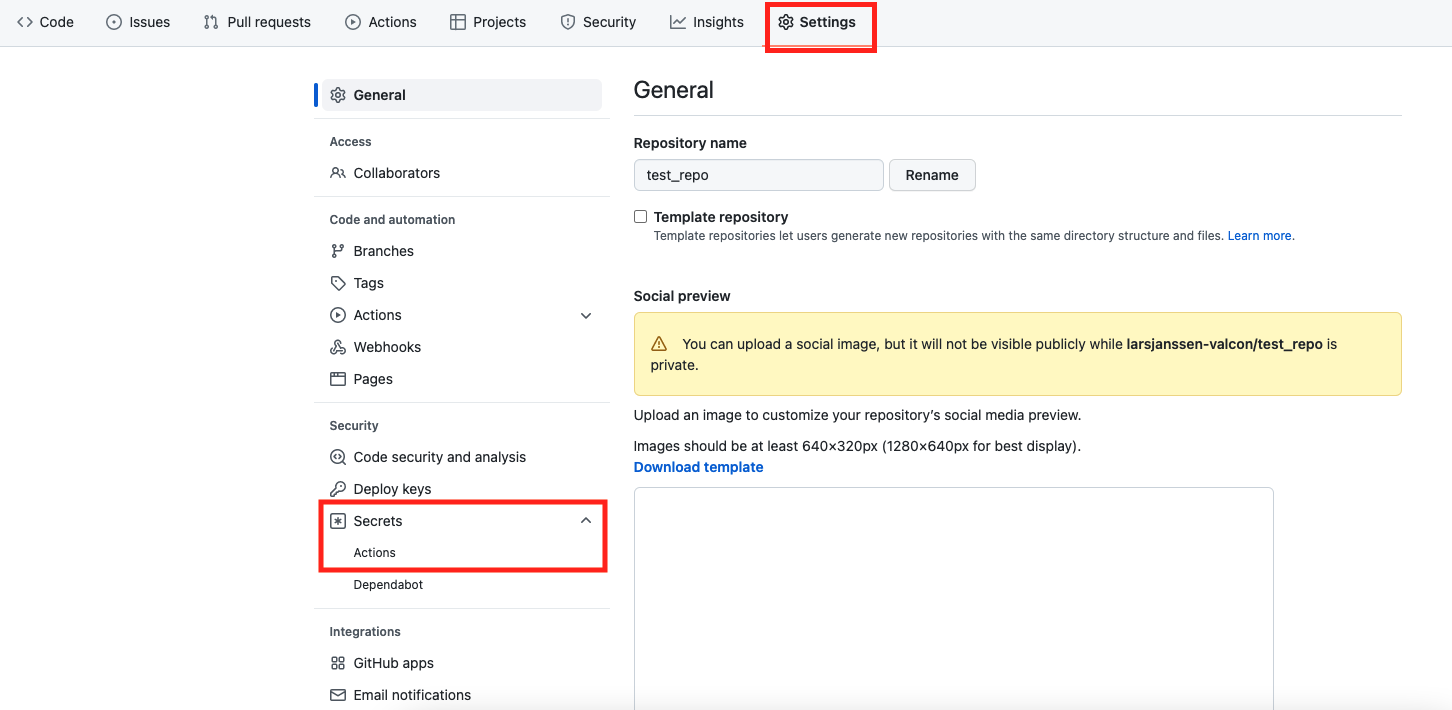 Code Issues Pull requests Actions Projects Security Insights Settings
General
Access
Collaborators
Code and automation
Branches
Tags
Actions
Webhooks
Pages
Security
Code security and analysis
Deploy keys
Secrets
Actions
Dependabot
Integrations
GitHub apps
Email notifications
General
Repository name
test_repo Rename
Template repository
Template repositories let users generate new repositories with the same directory structure and files. Learn more.
Social preview
You can upload a social image, but it will not be visible publicly while larsjanssen-valcon/test_repo is
private.
Upload an image to customize your repository’s social media preview.
Images should be at least 640×320px (1280×640px for best display).
Download template